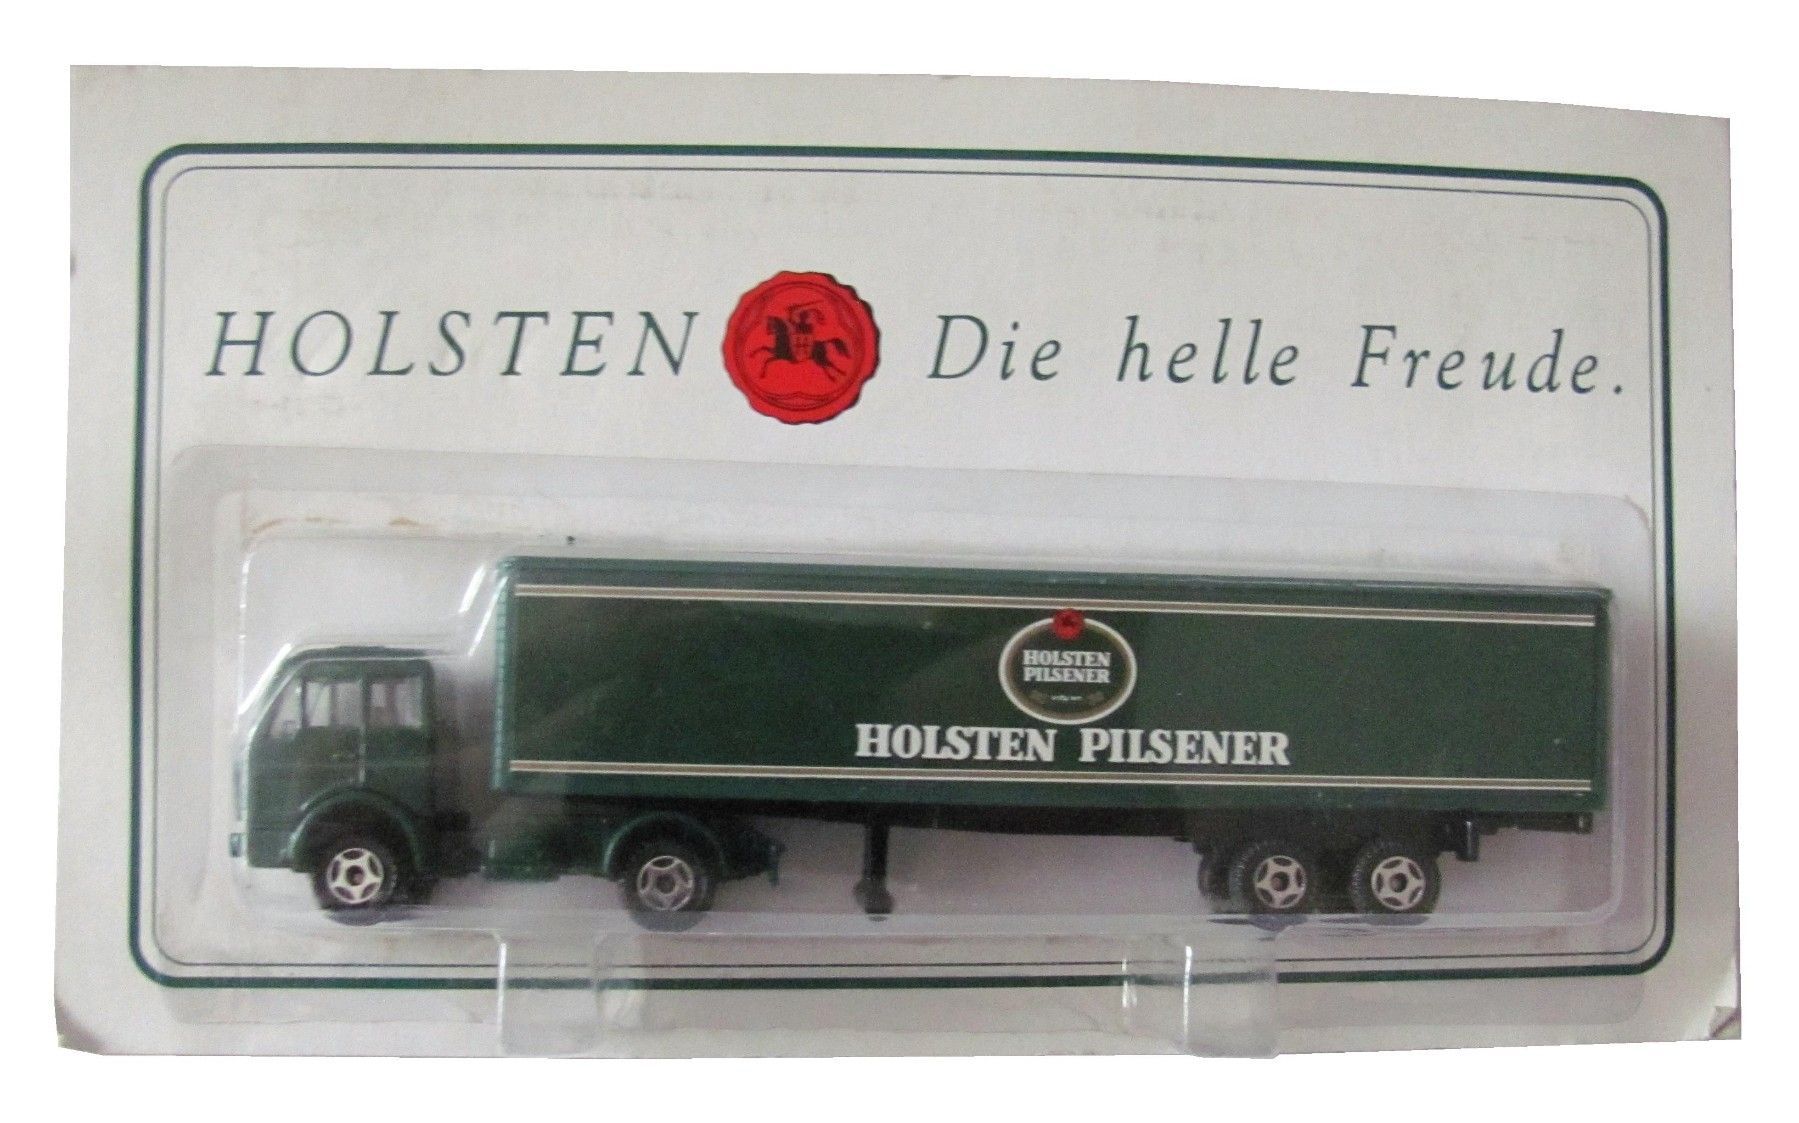 HOLSTEN Die helle Freude.
HOLSTEN
PILSENER
HOLSTEN PILSENER